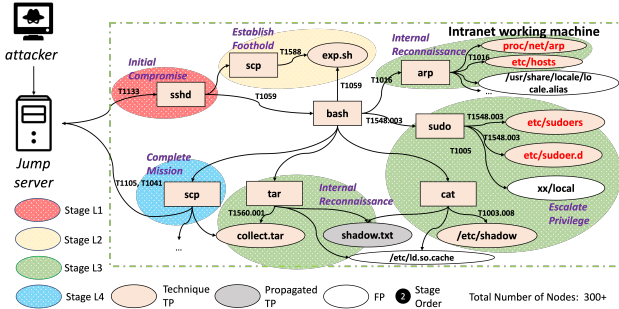 Intranet working machine
Establish
Foothold
Internal
Reconnaissance
attacker
Initial
Compromise
T1588
scp
exp.sh
proc/net/arp
T1016
etc/hosts
arp
T1016
/usr/share/locale/lo
cale.alias
...
T1133
sshd
T1059
T1059
bash
T1548.003
sudo
T1548.003
etc/sudoers
T1548.003
T1005
etc/sudoer.d
Jump
server
Complete
Mission
T1105, T1041
scp
tar
Internal
Reconnaissance
cat
xx/local
Escalate
Privilege
T1560.001
T1003.008
collect.tar
shadow.txt
/etc/shadow
...
/etc/ld.so.cache
Stage L1
Stage L2
Stage L3
Stage L4
Technique
TP
Propagated
TP
FP
2
Stage
Order
Total Number of Nodes: 300+